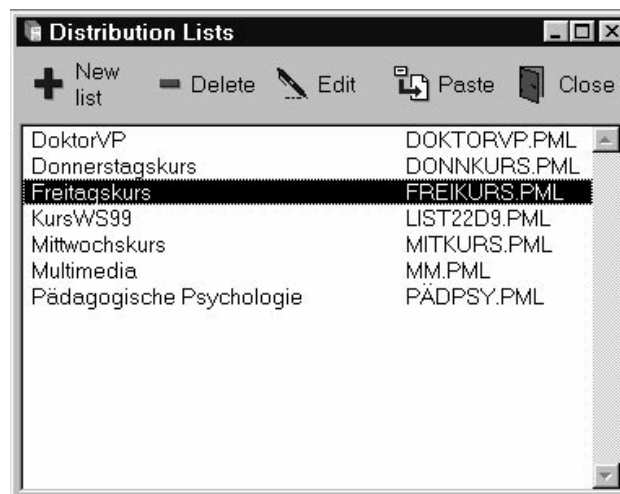 Distribution Lists
New list Delete Edit Paste Close
DoktorVP DOKTORVP.PML
Donnerstagskurs DONNKURS.PML
Freitagskurs FREIKURS.PML
KursWS99 LIST22D9.PML
Mittwochskurs MITKURS.PML
Multimedia MM.PML
Pädagogische Psychologie PÄDPSY.PML